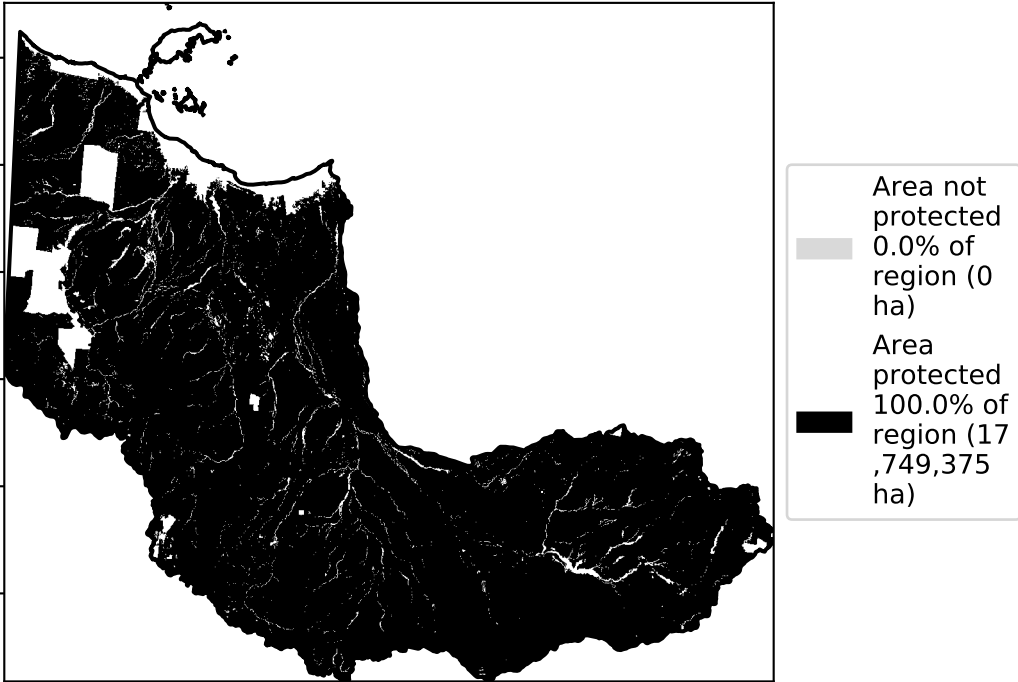 Area not
protected
0.0% of
region (0
ha)
Area
protected
100.0% of
region (17
,749,375
ha)